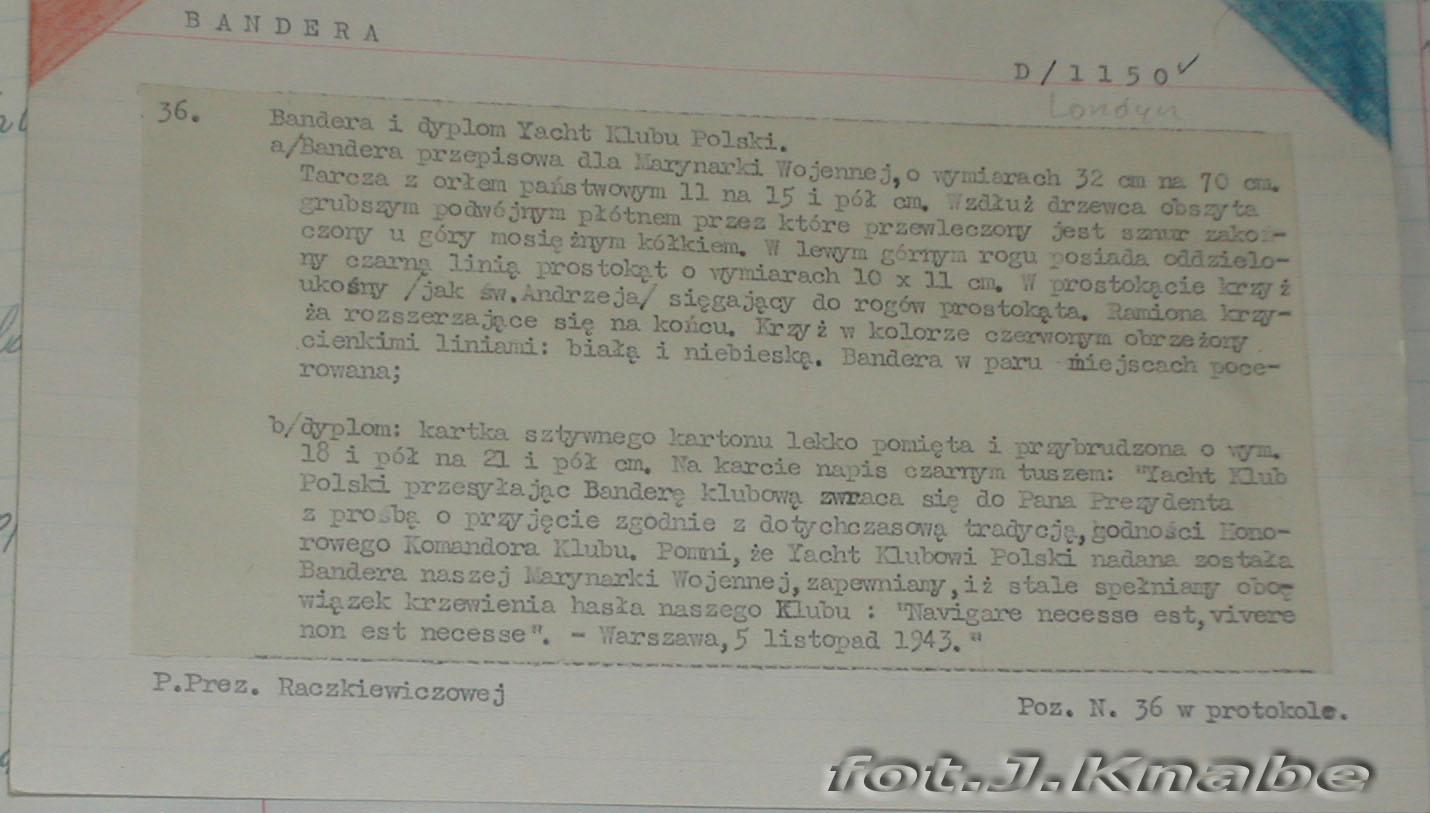 BANDERA
D/1150✓
Londyn
36.
Bandera i dyplom Yacht Klubu Polski.
a/Bandera przepisowa dla Marynarki Wojennej, o wymiarach 32 cm na 70 cm.
Tarcza z orłem państwowym 11 na 15 i pół cm. Wzdłuż drzewca obszyta
grubszym podwójnym płótnem przez które przewleczony jest sznur zakoń-
czony u góry mosiężnym kółkiem. W lewym górnym rogu posiada oddzielo-
ny czarną linią prostokąt o wymiarach 10 x 11 cm. W prostokącie krzyż
ukośny /jak św.Andrzeja/ sięgający do rogów prostokąta. Ramiona krzy-
ża rozszerzające się na końcu. Krzyż w kolorze czerwonym obrzeżony
cienkimi liniami: białą i niebieską. Bandera w paru miejscach poce-
rowana;
b/dyplom: kartka sztywnego kartonu lekko pomięta i przybrudzona o wym.
18 i pół na 21 i pół cm. Na karcie napis czarnym tuszem: "Yacht Klub
Polski przesyłając Banderę klubową zwraca się do Pana Prezydenta
z prośbą o przyjęcie zgodnie z dotychczasową tradycją, godności Hono-
rowego Komandora Klubu. Pomni, że Yacht Klubowi Polski nadana została
Bandera naszej Marynarki Wojennej, zapewniamy, iż stale spełniamy obo-
wiązek krzewienia hasła naszego Klubu : "Navigare necesse est, vivere
non est necesse". - Warszawa, 5 listopad 1943."
P.Prez. Raczkiewiczowej
Poz. N. 36 w protokole.
fot.J.Knabe